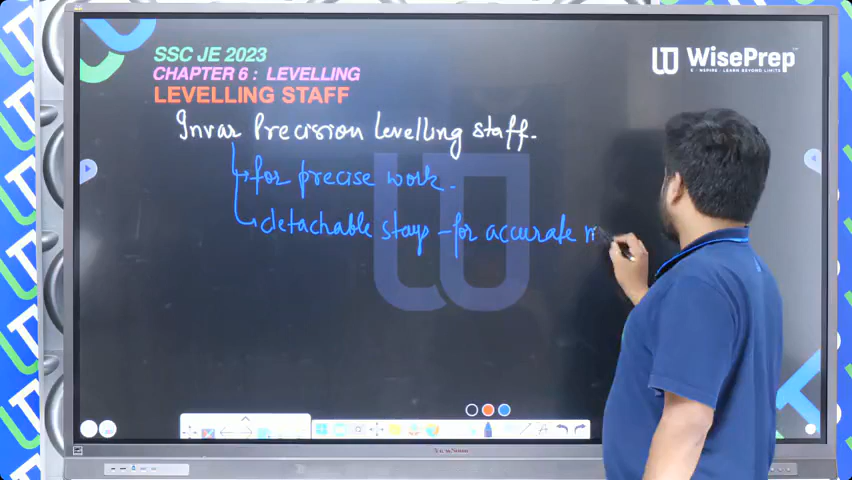 SSC JE 2023
CHAPTER 6 : LEVELLING
LEVELLING STAFF
WisePrep
Invar Precision levelling staff.
for precise work.
detachable stays - for accurate
ViewSonic